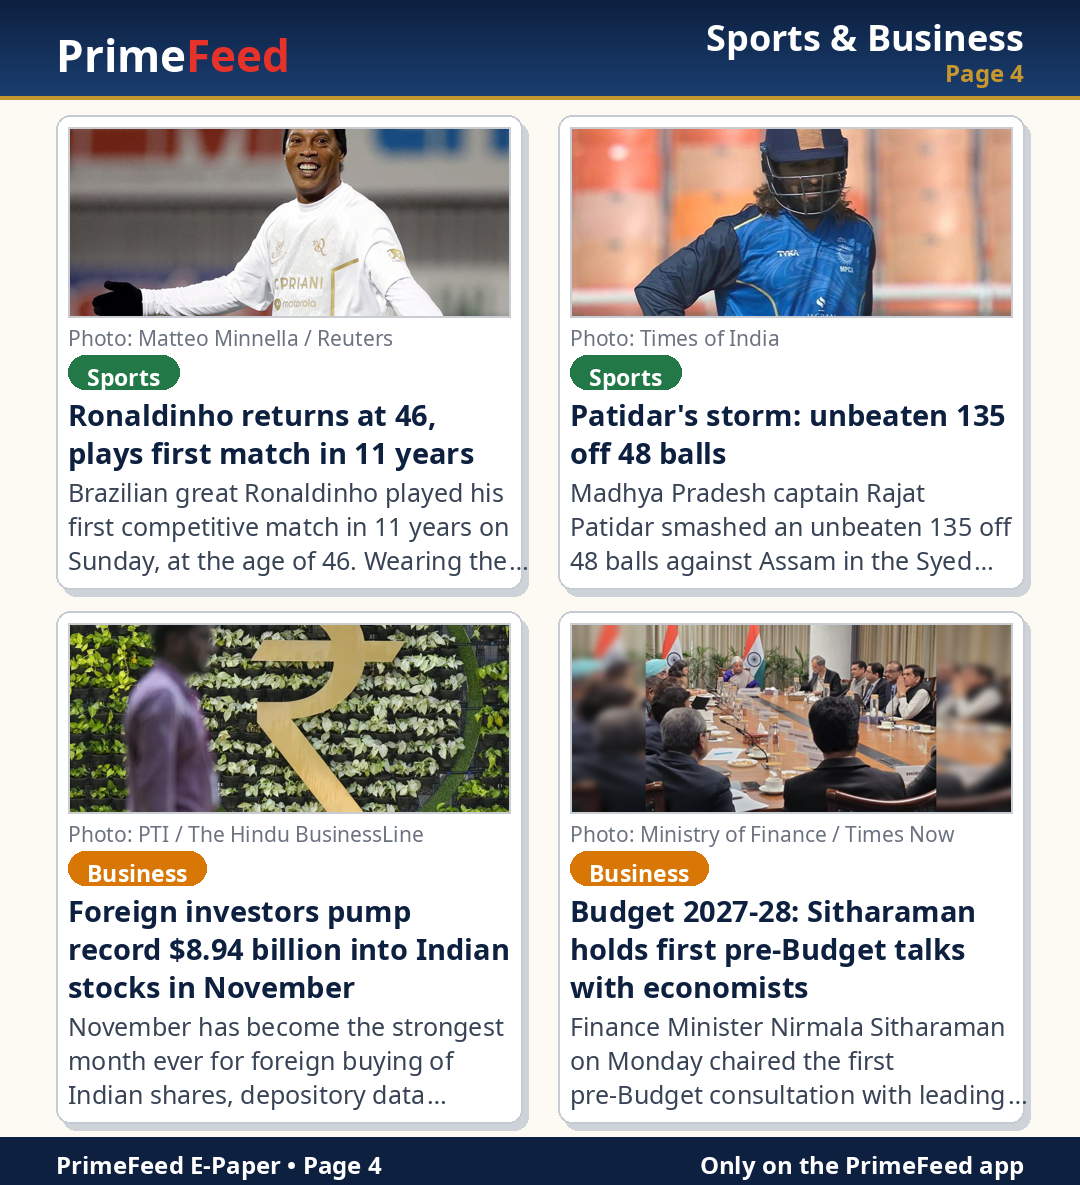 PrimeFeed
Sports & Business
Page 4
CIPRIANI
motorola
Photo: Matteo Minnella / Reuters
Sports
Ronaldinho returns at 46,
plays first match in 11 years
Brazilian great Ronaldinho played his
first competitive match in 11 years on
Sunday, at the age of 46. Wearing the...
TYKA
MPCA
Photo: Times of India
Sports
Patidar's storm: unbeaten 135
off 48 balls
Madhya Pradesh captain Rajat
Patidar smashed an unbeaten 135 off
48 balls against Assam in the Syed...
Photo: PTI / The Hindu BusinessLine
Business
Foreign investors pump
record $8.94 billion into Indian
stocks in November
November has become the strongest
month ever for foreign buying of
Indian shares, depository data...
Photo: Ministry of Finance / Times Now
Business
Budget 2027-28: Sitharaman
holds first pre-Budget talks
with economists
Finance Minister Nirmala Sitharaman
on Monday chaired the first
pre-Budget consultation with leading...
PrimeFeed E-Paper • Page 4
Only on the PrimeFeed app